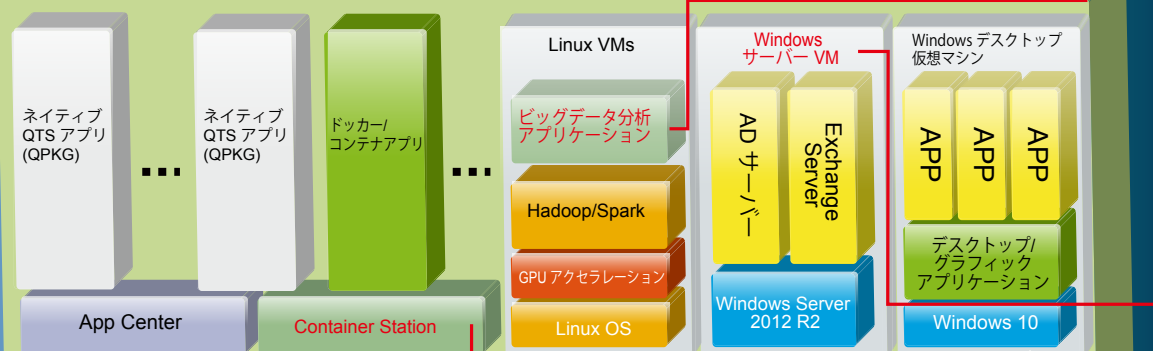 ネイティブ
QTS アプリ
(QPKG)
...
ネイティブ
QTS アプリ
(QPKG)
ドッカー/
コンテナアプリ
...
App Center
Container Station
Linux VMs
ビッグデータ分析
アプリケーション
Hadoop/Spark
GPU アクセラレーション
Linux OS
Windows
サーバー VM
AD サーバー
Exchange
Server
Windows Server
2012 R2
Windows デスクトップ
仮想マシン
APP
APP
APP
デスクトップ/
グラフィック
アプリケーション
Windows 10